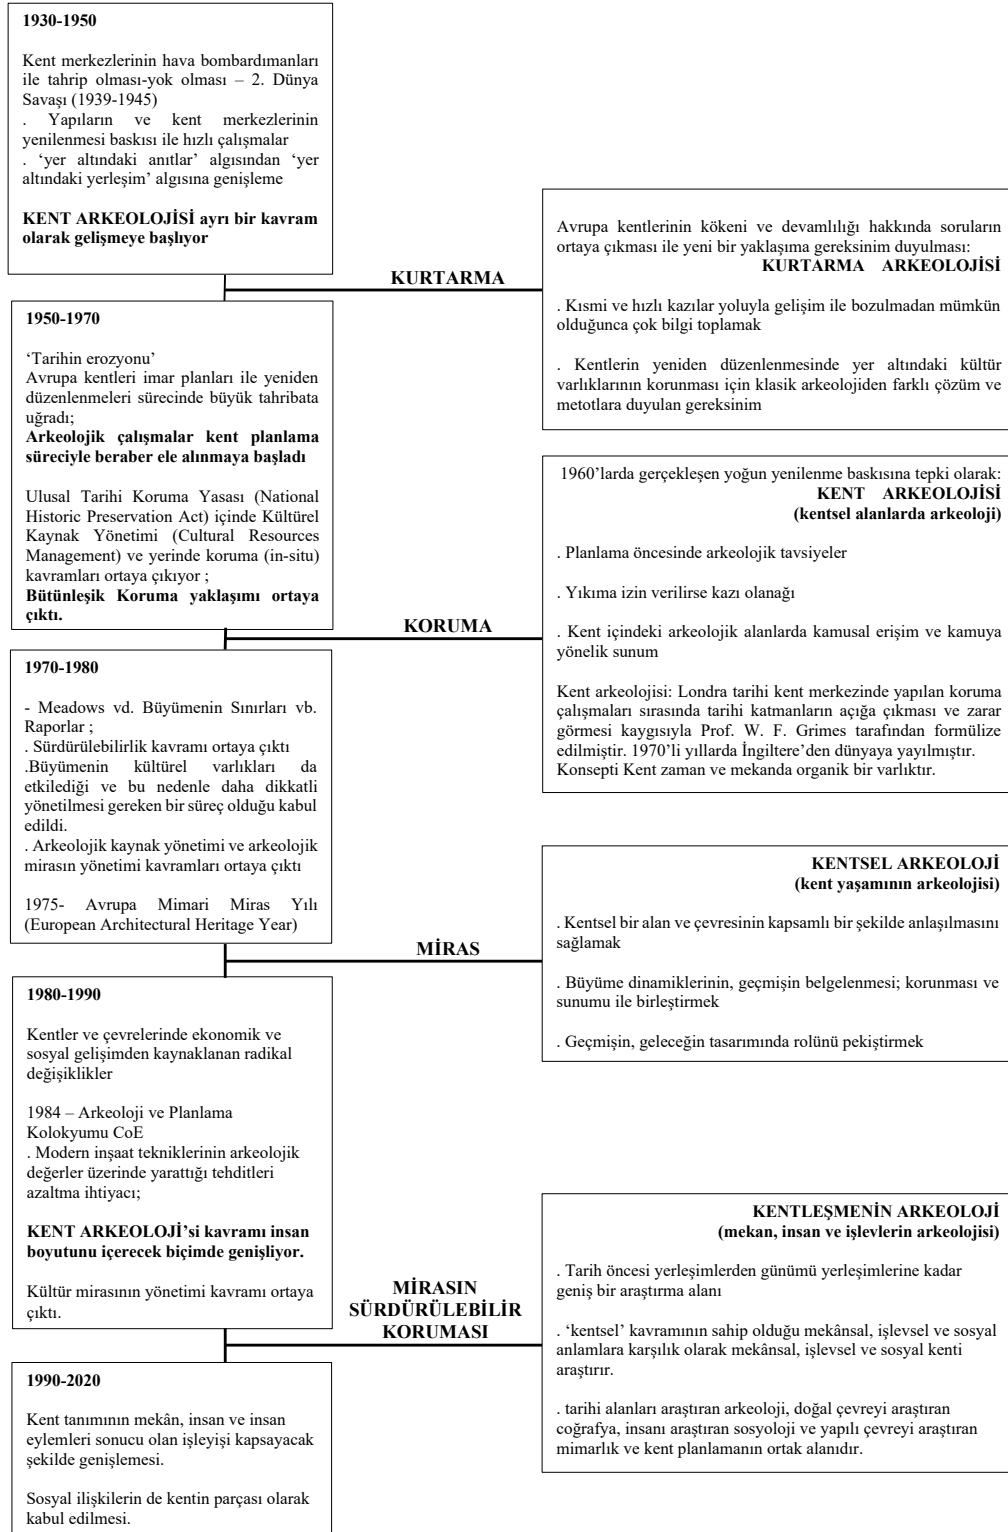 1930-1950
Kent merkezlerinin hava bombardımanları
ile tahrip olması-yok olması – 2. Dünya
Savaşı (1939-1945)
. Yapıların ve kent merkezlerinin
yenilenmesi baskısı ile hızlı çalışmalar
. ‘yer altındaki anıtlar’ algısından ‘yer
altındaki yerleşim’ algısına genişleme
KENT ARKEOLOJİSİ ayrı bir kavram
olarak gelişmeye başlıyor
KURTARMA
Avrupa kentlerinin kökeni ve devamlılığı hakkında soruların
ortaya çıkması ile yeni bir yaklaşıma gereksinim duyulması:
KURTARMA ARKEOLOJİSİ
. Kısmi ve hızlı kazılar yoluyla gelişim ile bozulmadan mümkün
olduğunca çok bilgi toplamak
. Kentlerin yeniden düzenlenmesinde yer altındaki kültür
varlıklarının korunması için klasik arkeolojiden farklı çözüm ve
metotlara duyulan gereksinim
1950-1970
‘Tarihin erozyonu’
Avrupa kentleri imar planları ile yeniden
düzenlenmeleri sürecinde büyük tahribata
uğradı;
Arkeolojik çalışmalar kent planlama
süreciyle beraber ele alınmaya başladı
Ulusal Tarihi Koruma Yasası (National
Historic Preservation Act) içinde Kültürel
Kaynak Yönetimi (Cultural Resources
Management) ve yerinde koruma (in-situ)
kavramları ortaya çıkıyor ;
Bütünleşik Koruma yaklaşımı ortaya
çıktı.
KORUMA
1960’larda gerçekleşen yoğun yenilenme baskısına tepki olarak:
KENT ARKEOLOJİSİ
(kentsel alanlarda arkeoloji)
. Planlama öncesinde arkeolojik tavsiyeler
. Yıkıma izin verilirse kazı olanağı
. Kent içindeki arkeolojik alanlarda kamusal erişim ve kamuya
yönelik sunum
Kent arkeolojisi: Londra tarihi kent merkezinde yapılan koruma
çalışmaları sırasında tarihi katmanların açığa çıkması ve zarar
görmesi kaygısıyla Prof. W. F. Grimes tarafından formülize
edilmiştir. 1970’li yıllarda İngiltere’den dünyaya yayılmıştır.
Konsepti Kent zaman ve mekanda organik bir varlıktır.
1970-1980
- Meadows vd. Büyümenin Sınırları vb.
Raporlar ;
. Sürdürülebilirlik kavramı ortaya çıktı
.Büyümenin kültürel varlıkları da
etkilediği ve bu nedenle daha dikkatli
yönetilmesi gereken bir süreç olduğu kabul
edildi.
. Arkeolojik kaynak yönetimi ve arkeolojik
mirasın yönetimi kavramları ortaya çıktı
1975- Avrupa Mimari Miras Yılı
(European Architectural Heritage Year)
MİRAS
KENTSEL ARKEOLOJİ
(kent yaşamının arkeolojisi)
. Kentsel bir alan ve çevresinin kapsamlı bir şekilde anlaşılmasını
sağlamak
. Büyüme dinamiklerinin, geçmişin belgelenmesi; korunması ve
sunumu ile birleştirmek
. Geçmişin, geleceğin tasarımında rolünü pekiştirmek
1980-1990
Kentler ve çevrelerinde ekonomik ve
sosyal gelişimden kaynaklanan radikal
değişiklikler
1984 – Arkeoloji ve Planlama
Kolokyumu CoE
. Modern inşaat tekniklerinin arkeolojik
değerler üzerinde yarattığı tehditleri
azaltma ihtiyacı;
KENT ARKEOLOJİ’si kavramı insan
boyutunu içerecek biçimde genişliyor.
Kültür mirasının yönetimi kavramı ortaya
çıktı.
MİRASIN
SÜRDÜRÜLEBİLİR
KORUMASI
KENTLEŞMENİN ARKEOLOJİ
(mekan, insan ve işlevlerin arkeolojisi)
. Tarih öncesi yerleşimlerden günümü yerleşimlerine kadar
geniş bir araştırma alanı
. ‘kentsel’ kavramının sahip olduğu mekânsal, işlevsel ve sosyal
anlamlara karşılık olarak mekânsal, işlevsel ve sosyal kenti
araştırır.
. tarihi alanları araştıran arkeoloji, doğal çevreyi araştıran
coğrafya, insanı araştıran sosyoloji ve yapılı çevreyi araştıran
mimarlık ve kent planlamanın ortak alanıdır.
1990-2020
Kent tanımının mekân, insan ve insan
eylemleri sonucu olan işleyişi kapsayacak
şekilde genişlemesi.
Sosyal ilişkilerin de kentin parçası olarak
kabul edilmesi.